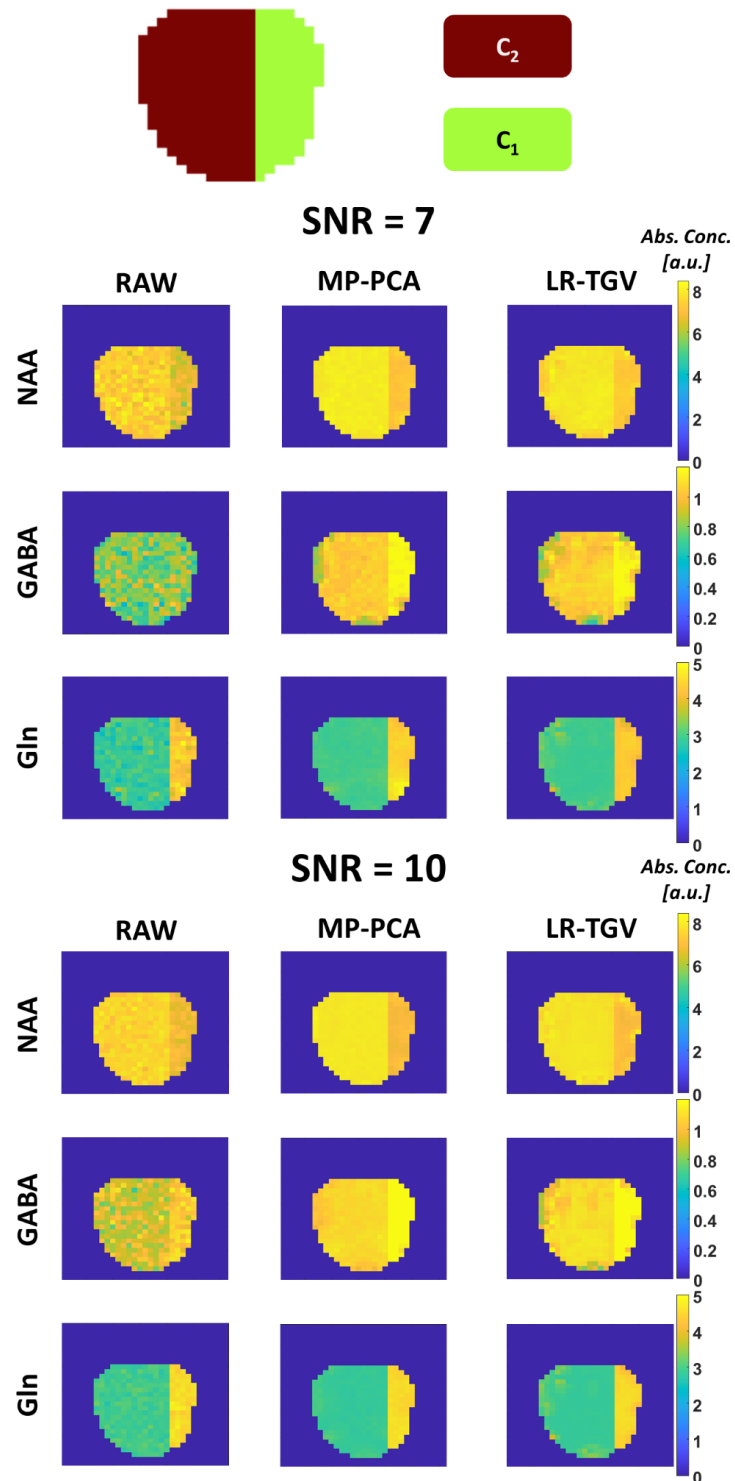 C2
C1
SNR = 7
Abs. Conc.
[a.u.]
RAW MP-PCA LR-TGV
NAA
8
6
4
2
0
GABA
1
0.8
0.6
0.4
0.2
0
Gln
5
4
3
2
1
0
SNR = 10
Abs. Conc.
[a.u.]
RAW MP-PCA LR-TGV
NAA
8
6
4
2
0
GABA
1
0.8
0.6
0.4
0.2
0
Gln
5
4
3
2
1
0